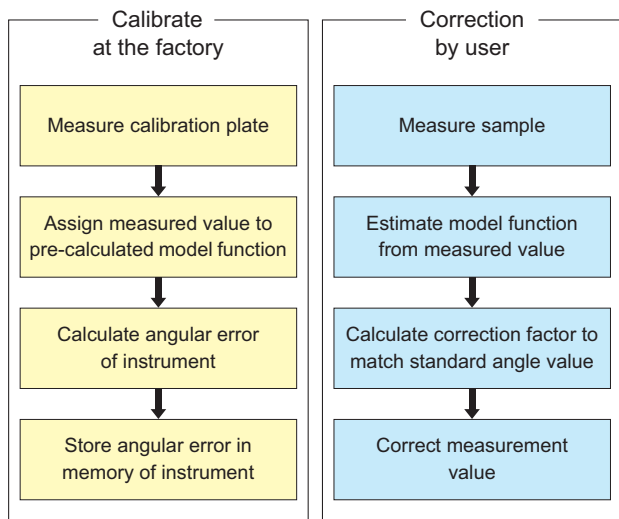 Calibrate
at the factory
Measure calibration plate
Assign measured value to
pre-calculated model function
Calculate angular error
of instrument
Store angular error in
memory of instrument
Correction
by user
Measure sample
Estimate model function
from measured value
Calculate correction factor to
match standard angle value
Correct measurement
value